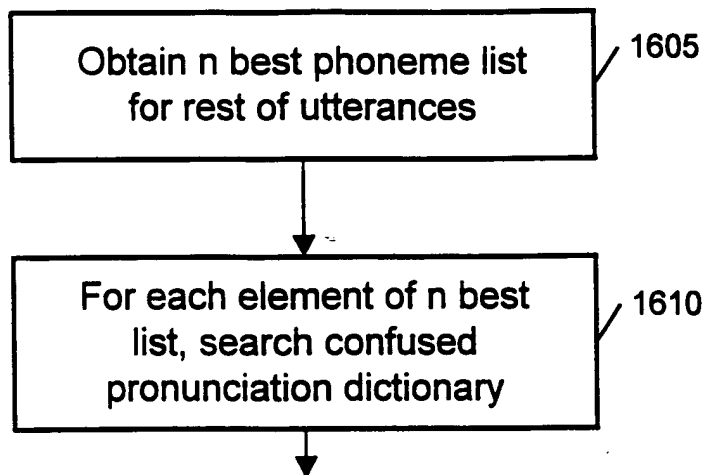 Obtain n best phoneme list
for rest of utterances
1605
For each element of n best
list, search confused
pronunciation dictionary
1610